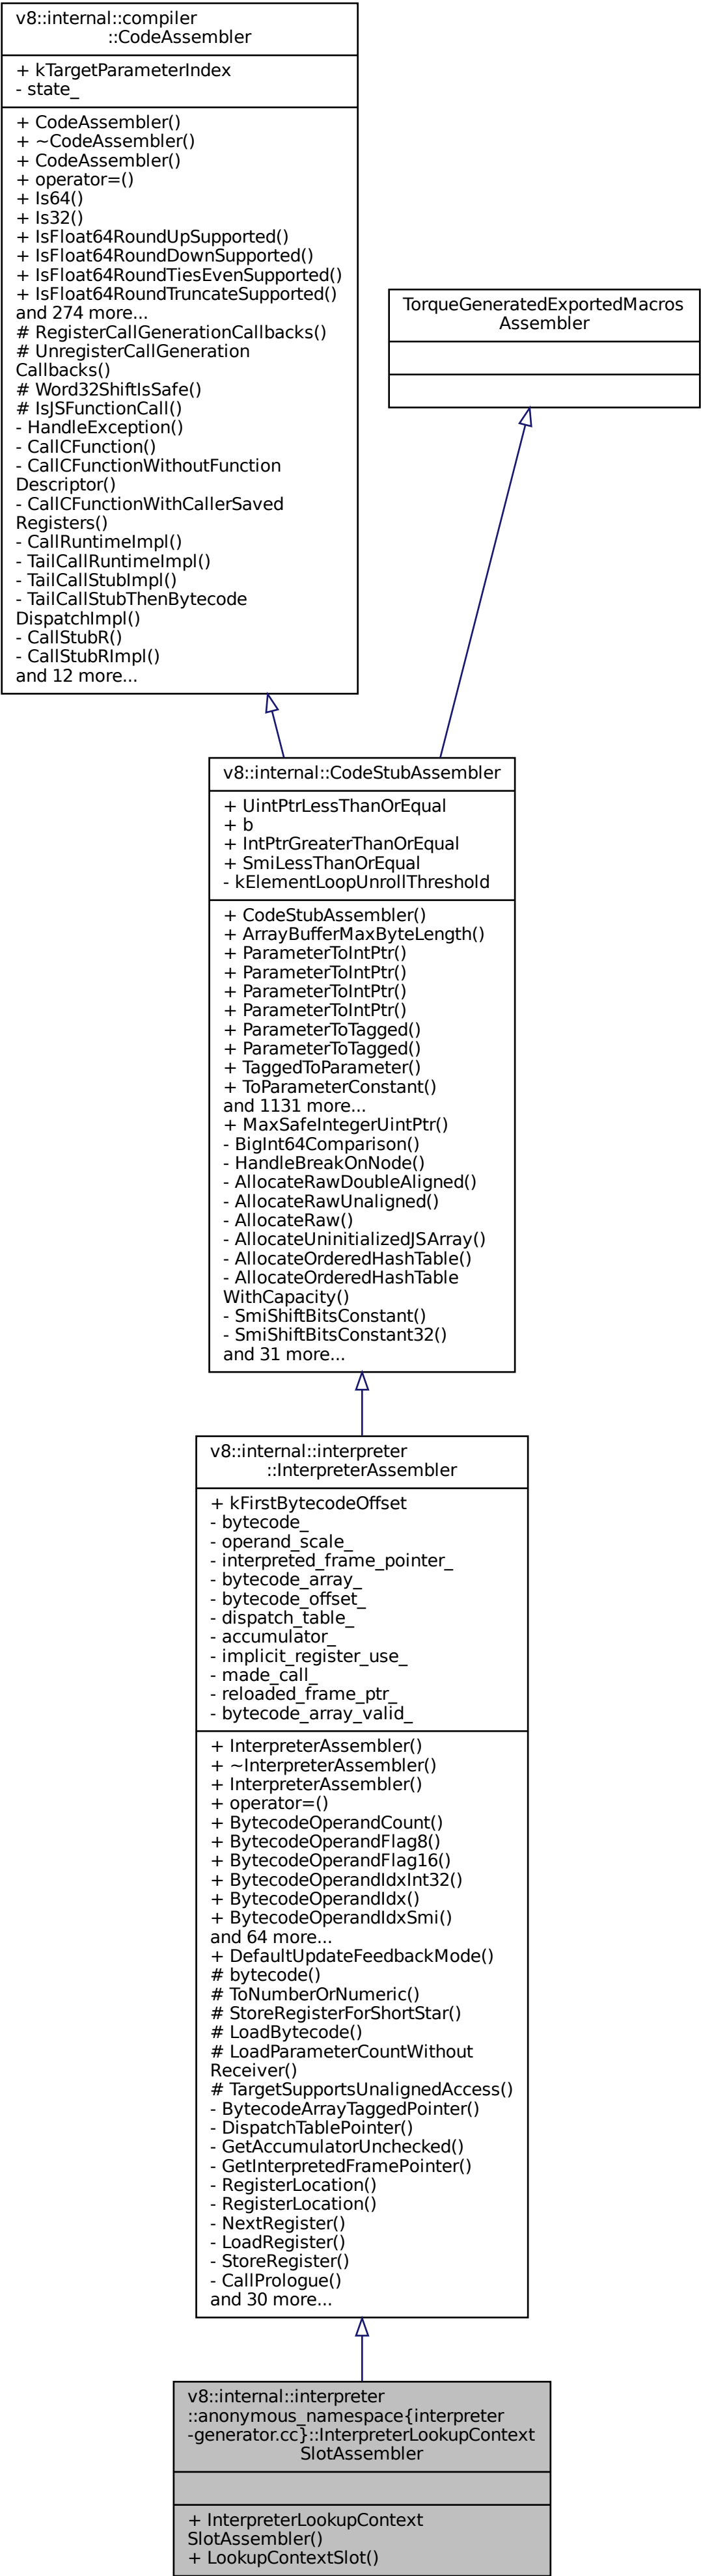 v8::internal::compiler
::CodeAssembler
+ kTargetParameterIndex
- state_
+ CodeAssembler()
+ ~CodeAssembler()
+ CodeAssembler()
+ operator=()
+ Is64()
+ Is32()
+ IsFloat64RoundUpSupported()
+ IsFloat64RoundDownSupported()
+ IsFloat64RoundTiesEvenSupported()
+ IsFloat64RoundTruncateSupported()
and 274 more...
# RegisterCallGenerationCallbacks()
# UnregisterCallGeneration
Callbacks()
# Word32ShiftIsSafe()
# IsJSFunctionCall()
- HandleException()
- CallCFunction()
- CallCFunctionWithoutFunction
Descriptor()
- CallCFunctionWithCallerSaved
Registers()
- CallRuntimeImpl()
- TailCallRuntimeImpl()
- TailCallStubImpl()
- TailCallStubThenBytecode
DispatchImpl()
- CallStubR()
- CallStubRImpl()
and 12 more...
TorqueGeneratedExportedMacros
Assembler
v8::internal::CodeStubAssembler
+ UintPtrLessThanOrEqual
+ b
+ IntPtrGreaterThanOrEqual
+ SmiLessThanOrEqual
- kElementLoopUnrollThreshold
+ CodeStubAssembler()
+ ArrayBufferMaxByteLength()
+ ParameterToIntPtr()
+ ParameterToIntPtr()
+ ParameterToIntPtr()
+ ParameterToIntPtr()
+ ParameterToTagged()
+ ParameterToTagged()
+ TaggedToParameter()
+ ToParameterConstant()
and 1131 more...
+ MaxSafeIntegerUintPtr()
- BigInt64Comparison()
- HandleBreakOnNode()
- AllocateRawDoubleAligned()
- AllocateRawUnaligned()
- AllocateRaw()
- AllocateUninitializedJSArray()
- AllocateOrderedHashTable()
- AllocateOrderedHashTable
WithCapacity()
- SmiShiftBitsConstant()
- SmiShiftBitsConstant32()
and 31 more...
v8::internal::interpreter
::InterpreterAssembler
+ kFirstBytecodeOffset
- bytecode_
- operand_scale_
- interpreted_frame_pointer_
- bytecode_array_
- bytecode_offset_
- dispatch_table_
- accumulator_
- implicit_register_use_
- made_call_
- reloaded_frame_ptr_
- bytecode_array_valid_
+ InterpreterAssembler()
+ ~InterpreterAssembler()
+ InterpreterAssembler()
+ operator=()
+ BytecodeOperandCount()
+ BytecodeOperandFlag8()
+ BytecodeOperandFlag16()
+ BytecodeOperandIdxInt32()
+ BytecodeOperandIdx()
+ BytecodeOperandIdxSmi()
and 64 more...
+ DefaultUpdateFeedbackMode()
# bytecode()
# ToNumberOrNumeric()
# StoreRegisterForShortStar()
# LoadBytecode()
# LoadParameterCountWithout
Receiver()
# TargetSupportsUnalignedAccess()
- BytecodeArrayTaggedPointer()
- DispatchTablePointer()
- GetAccumulatorUnchecked()
- GetInterpretedFramePointer()
- RegisterLocation()
- RegisterLocation()
- NextRegister()
- LoadRegister()
- StoreRegister()
- CallPrologue()
and 30 more...
v8::internal::interpreter
::anonymous_namespace{interpreter
-generator.cc}::InterpreterLookupContext
SlotAssembler
+ InterpreterLookupContext
SlotAssembler()
+ LookupContextSlot()